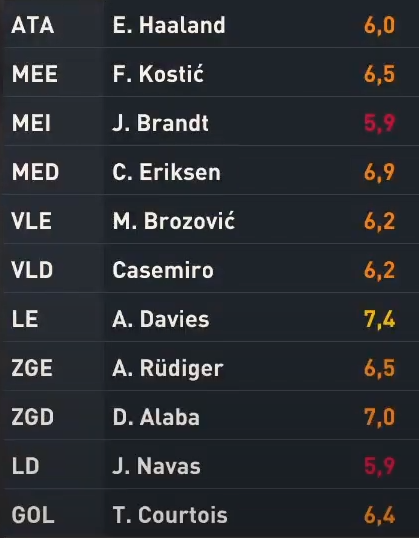 ATA E. Haaland 6,0
MEE F. Kostić 6,5
MEI J. Brandt 5,9
MED C. Eriksen 6,9
VLE M. Brozović 6,2
VLD Casemiro 6,2
LE A. Davies 7,4
ZGE A. Rüdiger 6,5
ZGD D. Alaba 7,0
LD J. Navas 5,9
GOL T. Courtois 6,4